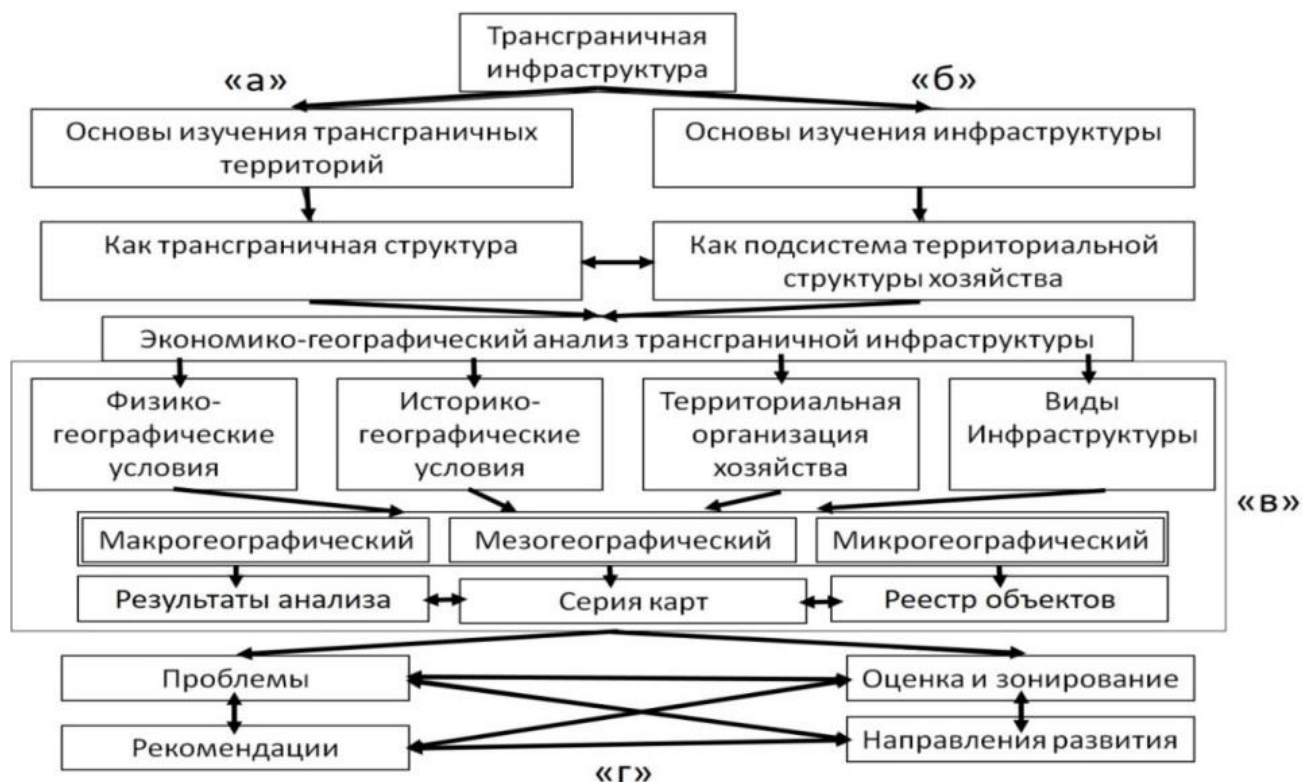 Трансграничная
инфраструктура
«а»
«б»
Основы изучения трансграничных
территорий
Основы изучения инфраструктуры
Как трансграничная структура
Как подсистема территориальной
структуры хозяйства
Экономико-географический анализ трансграничной инфраструктуры
Физико-
географические
условия
Историко-
географические
условия
Территориальная
организация
хозяйства
Виды
Инфраструктуры
«в»
Макрогеографический
Мезогеографический
Микрогеографический
Результаты анализа
Серия карт
Реестр объектов
Проблемы
Оценка и зонирование
Рекомендации
Направления развития
«г»